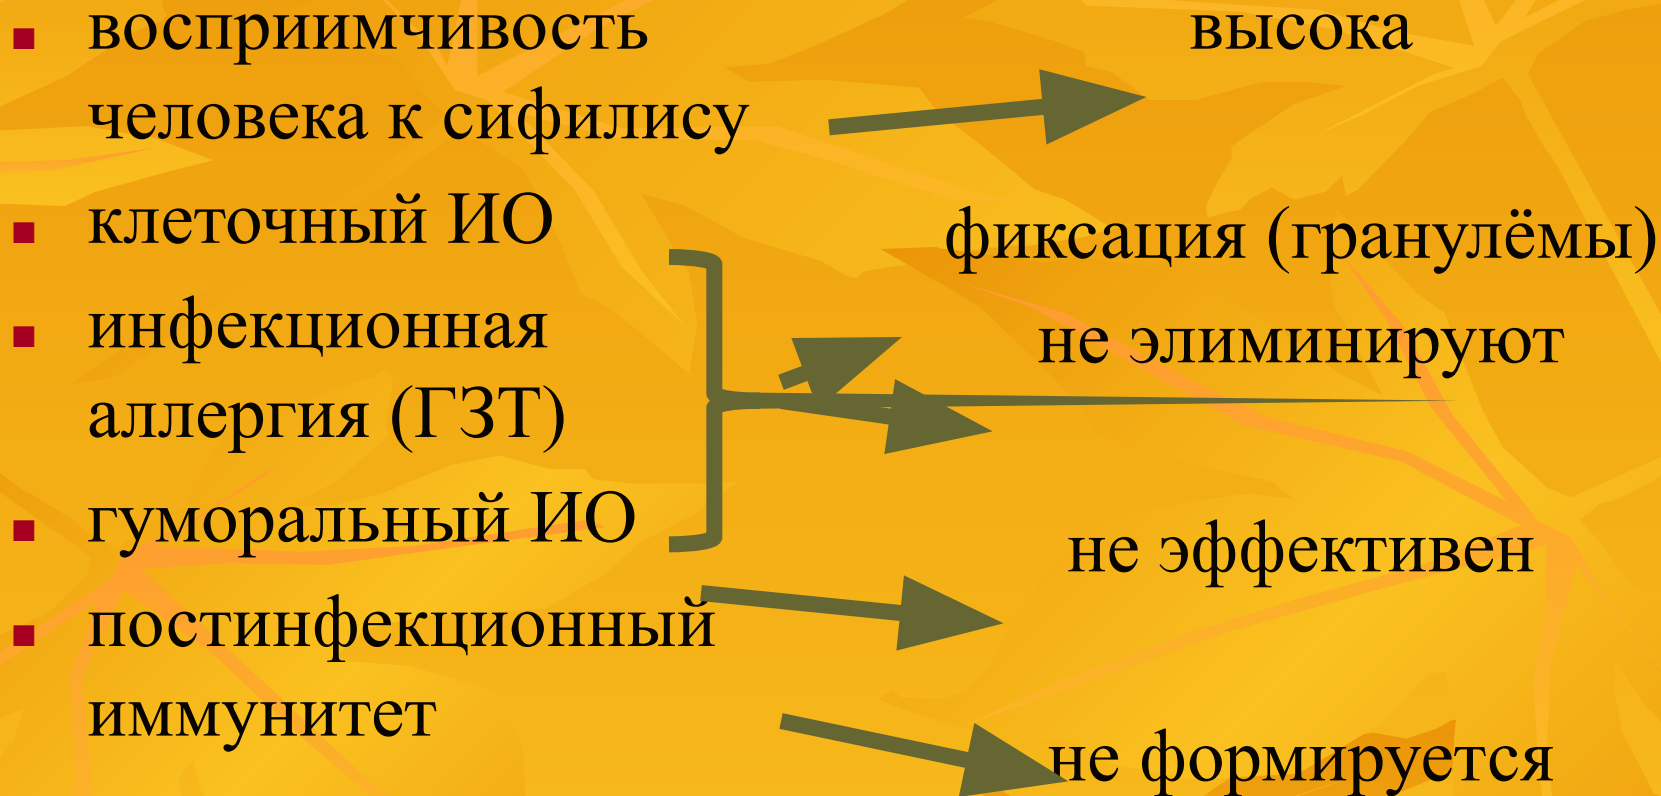 восприимчивость
человека к сифилису
клеточный ИО
инфекционная
аллергия (ГЗТ)
гуморальный ИО
постинфекционный
иммунитет
высока
фиксация (гранулёмы)
не элиминируют
не эффективен
не формируется